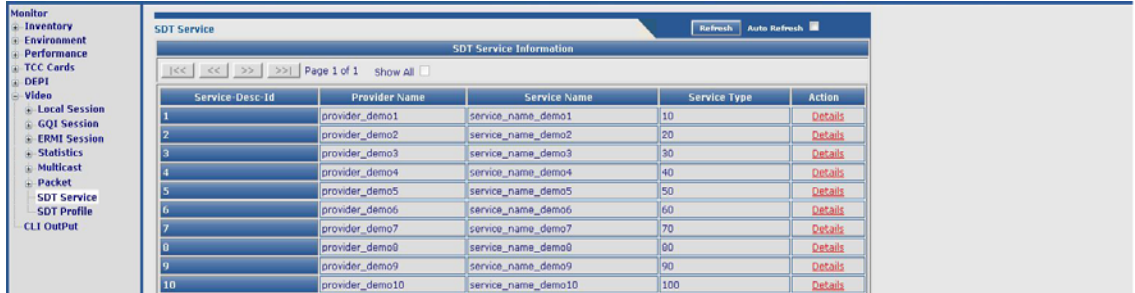 Monitor
Inventory
Environment
Performance
TCC Cards
DEPI
Video
Local Session
GQI Session
ERMI Session
Statistics
Multicast
Packet
SDT Service
SDT Profile
CLI OutPut
SDT Service
Refresh Auto Refresh
SDT Service Information
|<< << >> >>| Page 1 of 1 Show All
Service-Desc-Id Provider Name Service Name Service Type Action
1 provider_demo1 service_name_demo1 10 Details
2 provider_demo2 service_name_demo2 20 Details
3 provider_demo3 service_name_demo3 30 Details
4 provider_demo4 service_name_demo4 40 Details
5 provider_demo5 service_name_demo5 50 Details
6 provider_demo6 service_name_demo6 60 Details
7 provider_demo7 service_name_demo7 70 Details
8 provider_demo8 service_name_demo8 80 Details
9 provider_demo9 service_name_demo9 90 Details
10 provider_demo10 service_name_demo10 100 Details